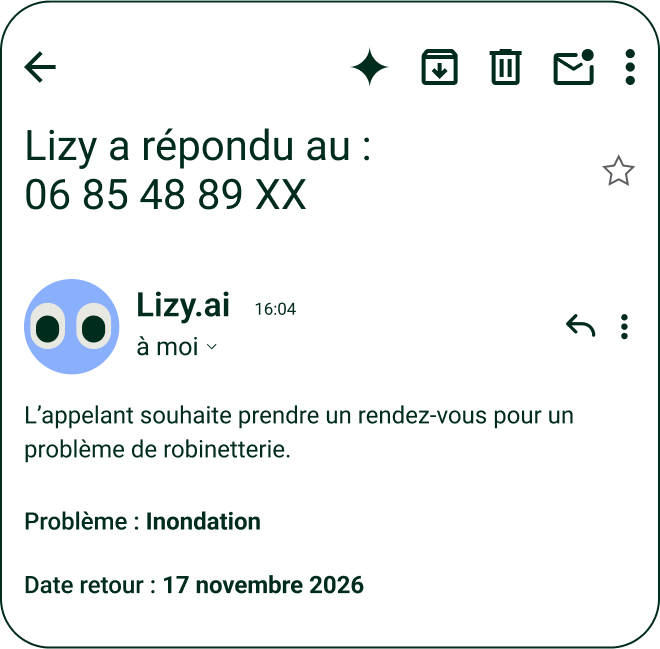 Lizy a répondu au :
06 85 48 89 XX
Lizy.ai 16:04
à moi
L’appelant souhaite prendre un rendez-vous pour un
problème de robinetterie.
Problème : Inondation
Date retour : 17 novembre 2026